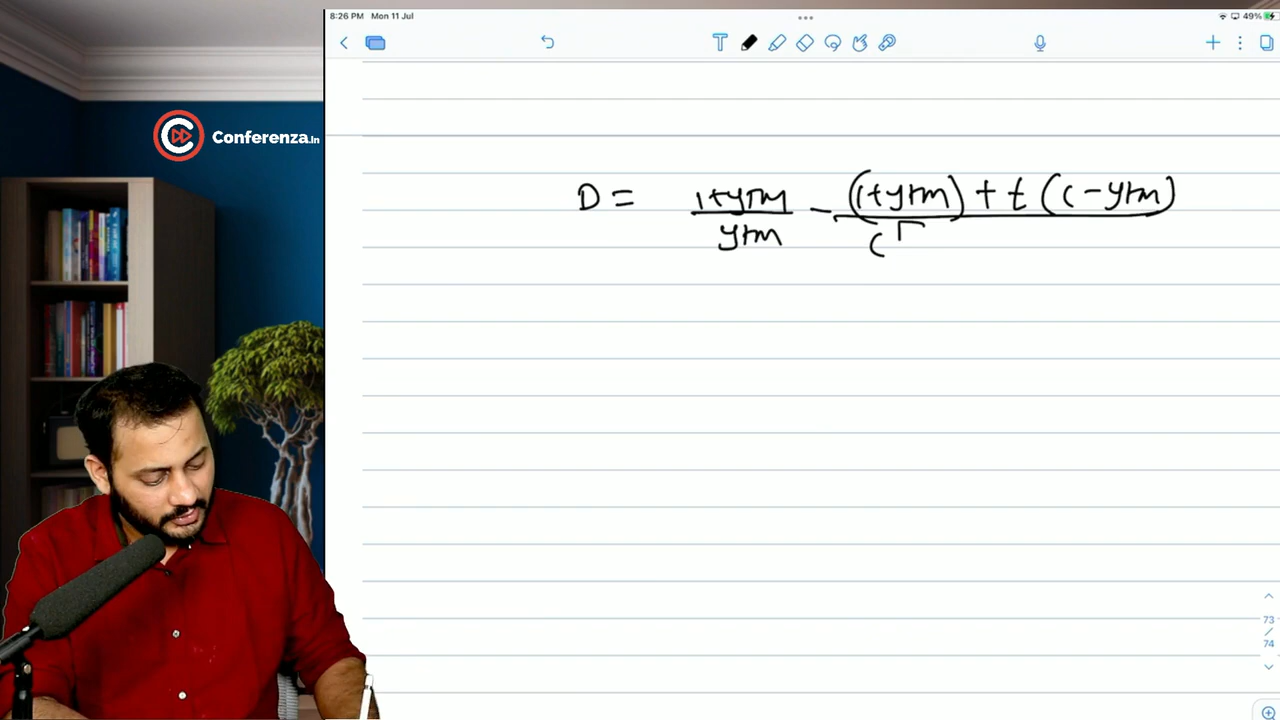 8:26 PM Mon 11 Jul
49%
Conferenza.in
D = 1+ytm/ytm - (1+ytm) + t (c-ytm)/c[
73
/
74